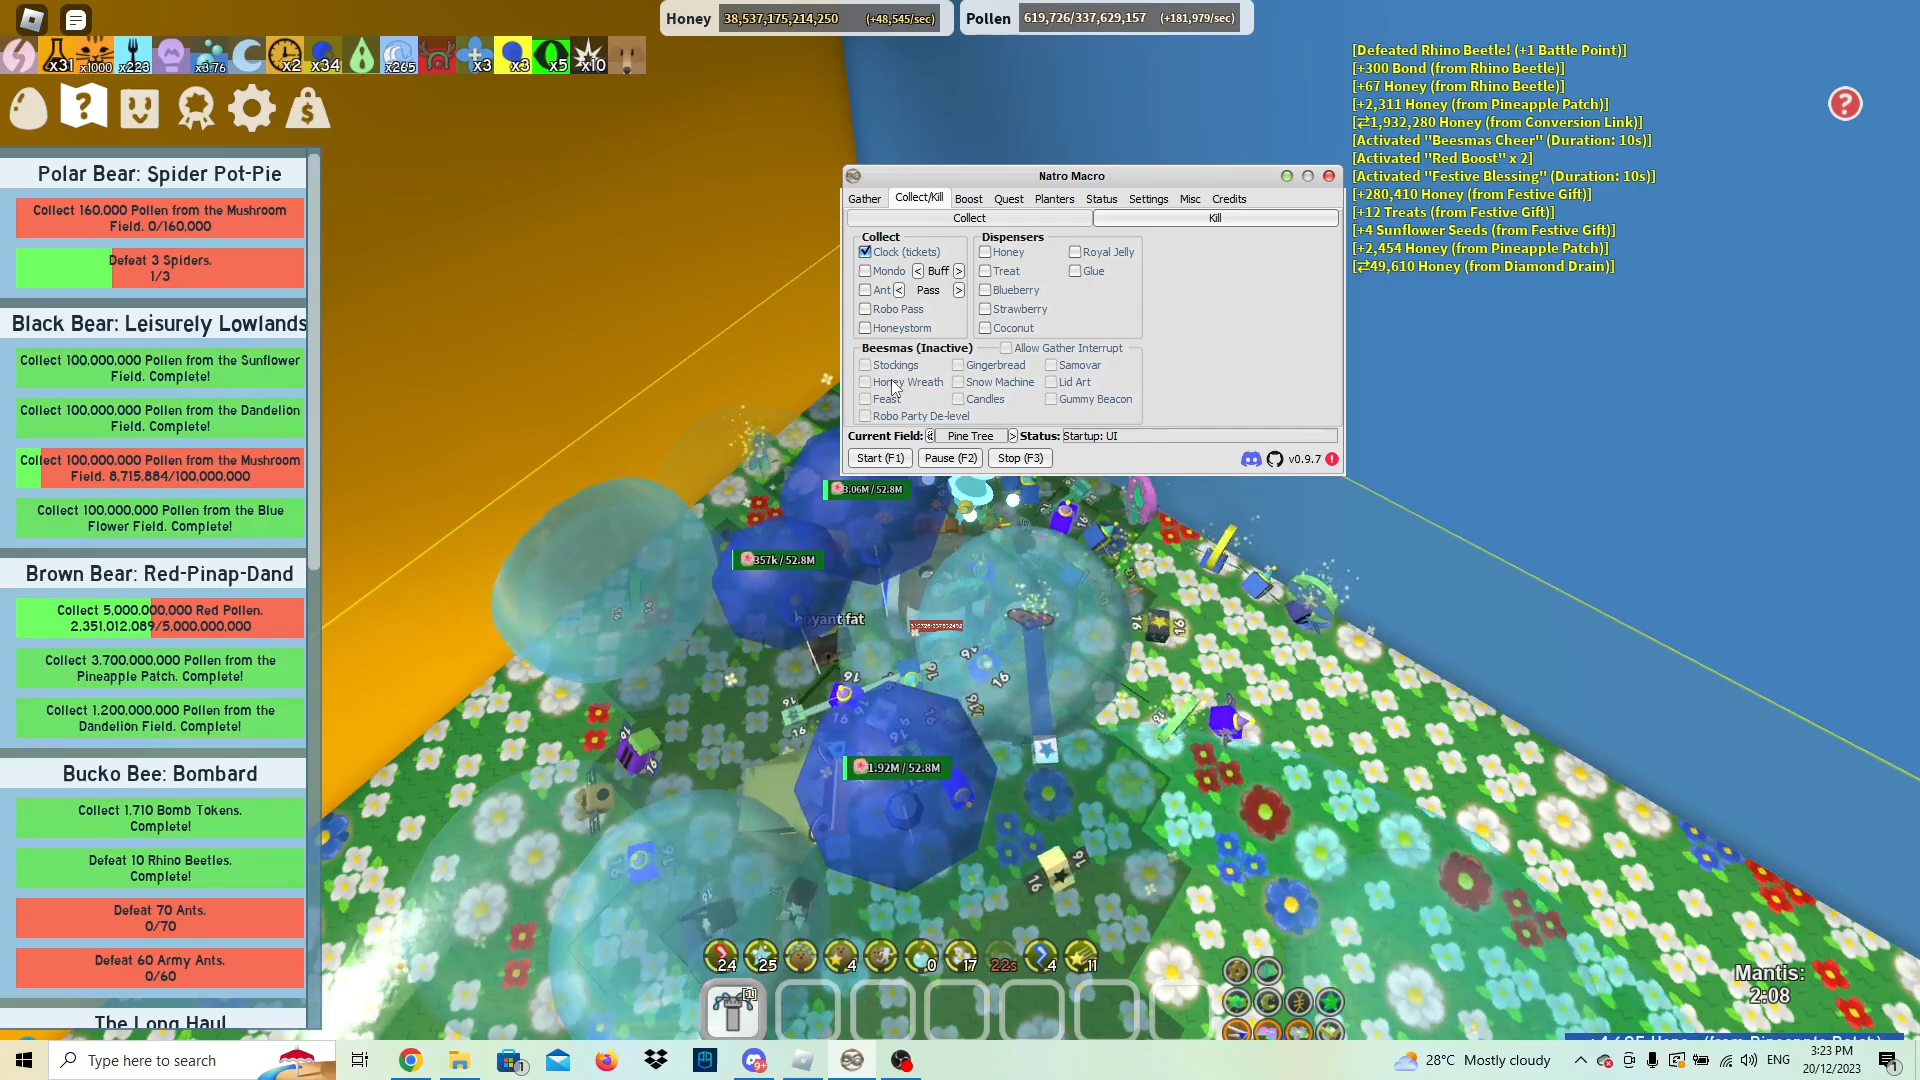 Honey 38,537,175,214,250 (+48,545/sec)
Pollen 619,726/337,629,157 (+181,979/sec)
x31 x1000 x223 x3.76 x2 x34 x265 x3 x3 x5 x10
[Defeated Rhino Beetle! (+1 Battle Point)]
[+300 Bond (from Rhino Beetle)]
[+67 Honey (from Rhino Beetle)]
[+2,311 Honey (from Pineapple Patch)]
[⇄1,932,280 Honey (from Conversion Link)]
[Activated "Beesmas Cheer" (Duration: 10s)]
[Activated "Red Boost" x 2]
[Activated "Festive Blessing" (Duration: 10s)]
[+280,410 Honey (from Festive Gift)]
[+12 Treats (from Festive Gift)]
[+4 Sunflower Seeds (from Festive Gift)]
[+2,454 Honey (from Pineapple Patch)]
[⇄49,610 Honey (from Diamond Drain)]
?
Polar Bear: Spider Pot-Pie
Collect 160,000 Pollen from the Mushroom
Field. 0/160,000
Defeat 3 Spiders.
1/3
Black Bear: Leisurely Lowlands
Collect 100,000,000 Pollen from the Sunflower
Field. Complete!
Collect 100,000,000 Pollen from the Dandelion
Field. Complete!
Collect 100,000,000 Pollen from the Mushroom
Field. 8,715,884/100,000,000
Collect 100,000,000 Pollen from the Blue
Flower Field. Complete!
Brown Bear: Red-Pinap-Dand
Collect 5,000,000,000 Red Pollen.
2,351,012,089/5,000,000,000
Collect 3,700,000,000 Pollen from the
Pineapple Patch. Complete!
Collect 1,200,000,000 Pollen from the
Dandelion Field. Complete!
Bucko Bee: Bombard
Collect 1,710 Bomb Tokens.
Complete!
Defeat 10 Rhino Beetles.
Complete!
Defeat 70 Ants.
0/70
Defeat 60 Army Ants.
0/60
The Long Haul
Natro Macro
Gather Collect/Kill Boost Quest Planters Status Settings Misc Credits
Collect Kill
Collect Dispensers
Clock (tickets) Honey Royal Jelly
Mondo < Buff > Treat Glue
Ant < Pass > Blueberry
Robo Pass Strawberry
Honeystorm Coconut
Beesmas (Inactive) Allow Gather Interrupt
Stockings Gingerbread Samovar
Honey Wreath Snow Machine Lid Art
Feast Candles Gummy Beacon
Robo Party De-level
Current Field: Pine Tree > Status: Startup: UI
Start (F1) Pause (F2) Stop (F3) v0.9.7
3.06M / 52.8M
357k / 52.8M
1.92M / 52.8M
24 25 4 0 17 22s 4 11
[1]
Mantis:
2:08
Type here to search
28°C Mostly cloudy
ENG
3:23 PM
20/12/2023